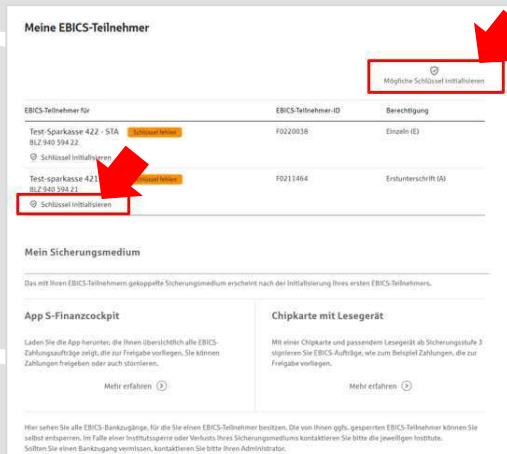 Meine EBICS-Teilnehmer
Mögliche Schlüssel initialisieren
EBICS-Teilnehmer für EBICS-Teilnehmer-ID Berechtigung
Test-Sparkasse 422 - STA Schlüssel fehlen F0220038 Einzeln (E)
BLZ 940 594 22
Schlüssel initialisieren
Test-sparkasse 421 Schlüssel fehlen F0211464 Erstunterschrift (A)
BLZ 940 594 21
Schlüssel initialisieren
Mein Sicherungsmedium
Das mit Ihren EBICS-Teilnehmern gekoppelte Sicherungsmedium erscheint nach der Initialisierung Ihres ersten EBICS-Teilnehmers.
App S-Finanzcockpit
Laden Sie die App herunter, die Ihnen übersichtlich alle EBICS-
Zahlungsaufträge zeigt, die zur Freigabe vorliegen. Sie können
Zahlungen freigeben oder auch stornieren.
Mehr erfahren
Chipkarte mit Lesegerät
Mit einer Chipkarte und passendem Lesegerät ab Sicherungsstufe 3
signieren Sie EBICS-Aufträge, wie zum Beispiel Zahlungen, die zur
Freigabe vorliegen.
Mehr erfahren
Hier sehen Sie alle EBICS-Bankzugänge, für die Sie einen EBICS-Teilnehmer besitzen. Die von Ihnen ggfs. gesperrten EBICS-Teilnehmer können Sie
selbst entsperren. Im Falle einer Institutssperre oder Verlusts Ihres Sicherungsmediums kontaktieren Sie bitte die jeweiligen Institute.
Sollten Sie einen Bankzugang vermissen, kontaktieren Sie bitte Ihren Administrator.